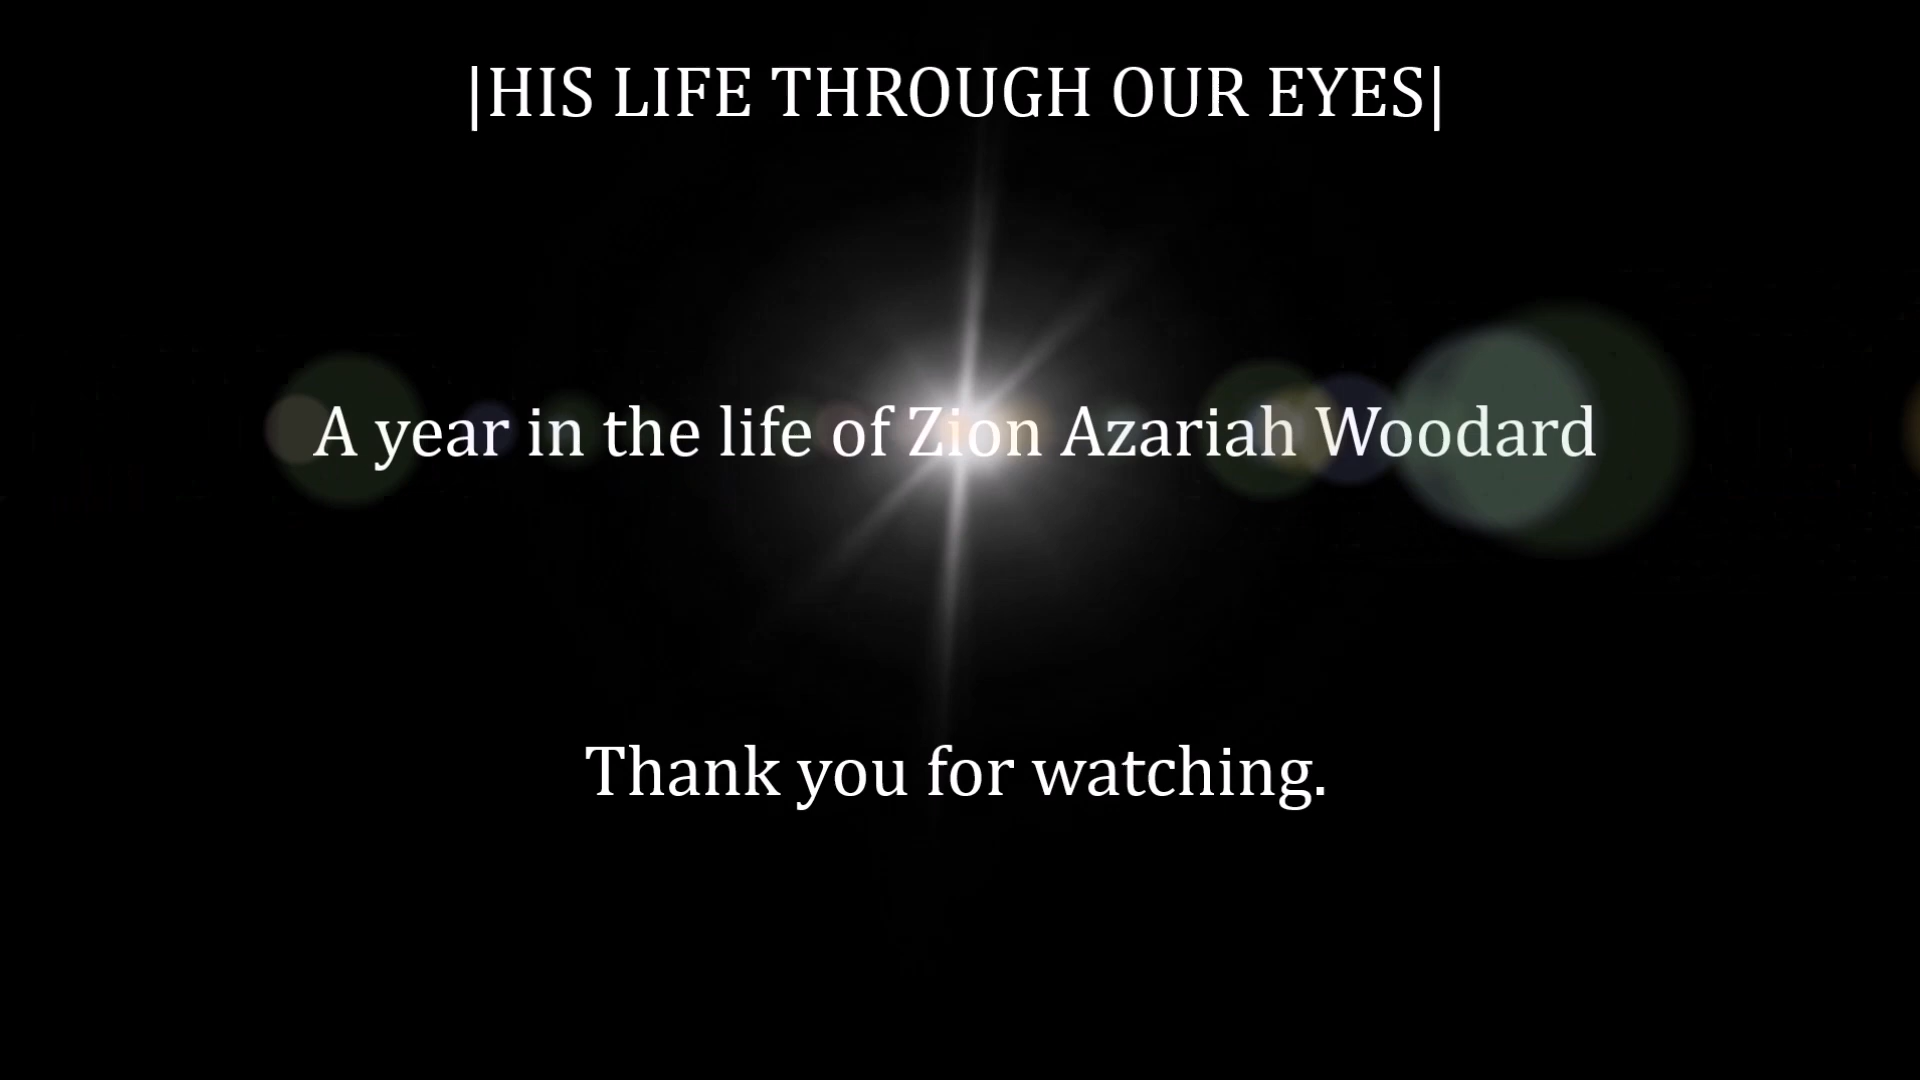 |HIS LIFE THROUGH OUR EYES|
A year in the life of Zion Azariah Woodard
Thank you for watching.